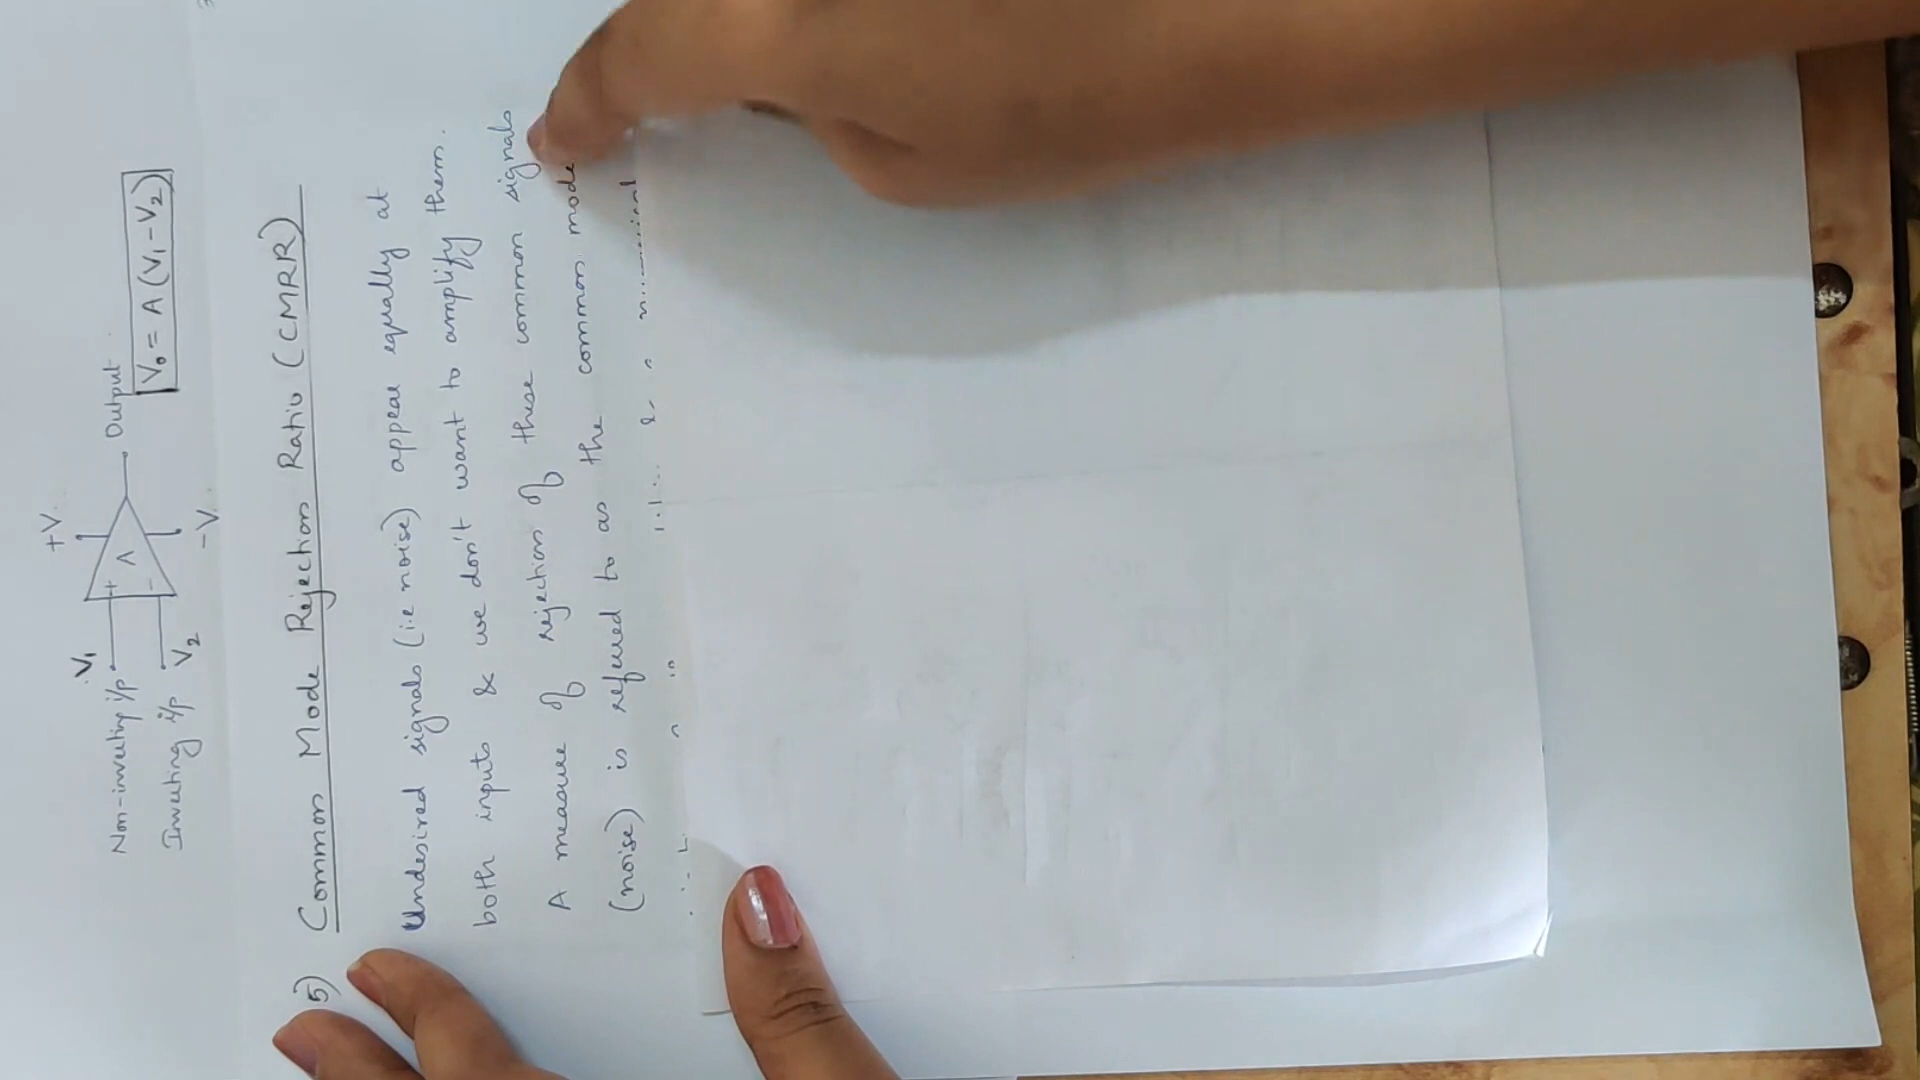 +V
V1
Non-inverting i/p
+
A
-
Output
Inverting i/p
V2
-V
V0 = A (V1 - V2)
5) Common Mode Rejection Ratio (CMRR)
Undesired signals (i.e noise) appear equally at
both inputs & we don't want to amplify them.
A measure of rejection of these common signals
(noise) is referred to as the common mode